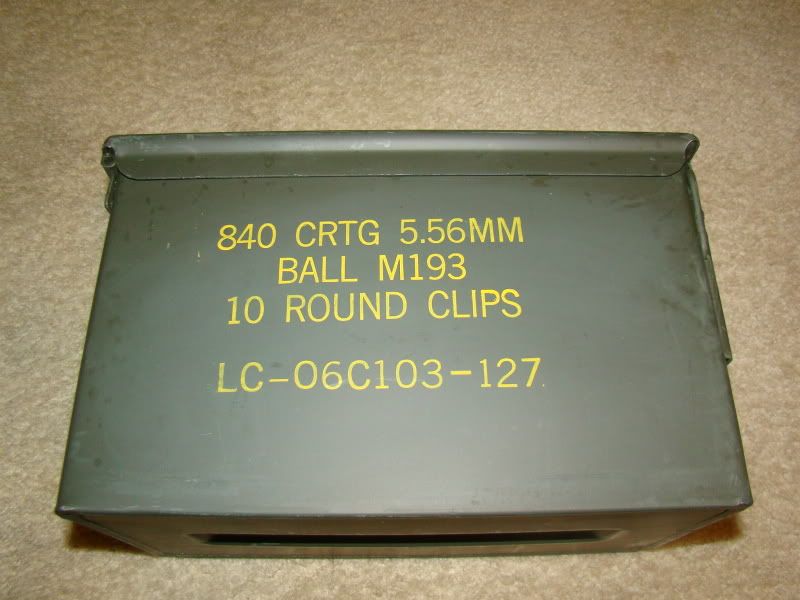 840 CRTG 5.56MM
BALL M193
10 ROUND CLIPS
LC-06C103-127